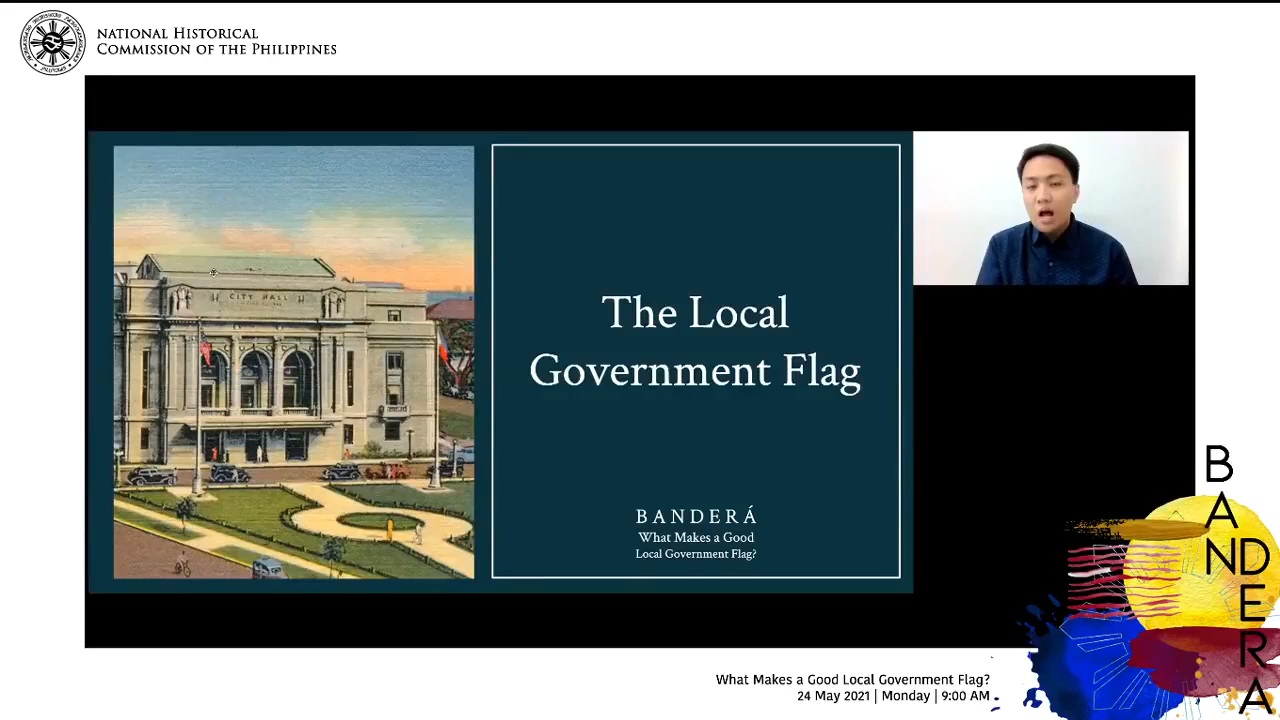 NATIONAL HISTORICAL
COMMISSION OF THE PHILIPPINES
CITY HALL
The Local
Government Flag
BANDERÁ
What Makes a Good
Local Government Flag?
BANDERA
What Makes a Good Local Government Flag?
24 May 2021 | Monday | 9:00 AM